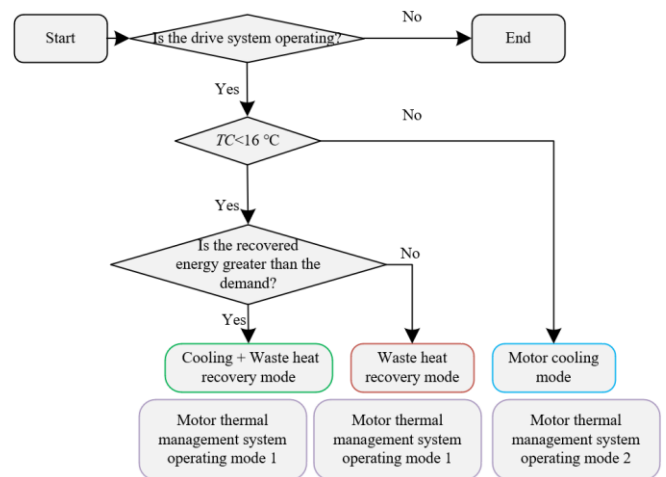 Start
Is the drive system operating?
No
End
Yes
TC<16 °C
No
Yes
Is the recovered
energy greater than the
demand?
No
Yes
Cooling + Waste heat
recovery mode
Waste heat
recovery mode
Motor cooling
mode
Motor thermal
management system
operating mode 1
Motor thermal
management system
operating mode 1
Motor thermal
management system
operating mode 2